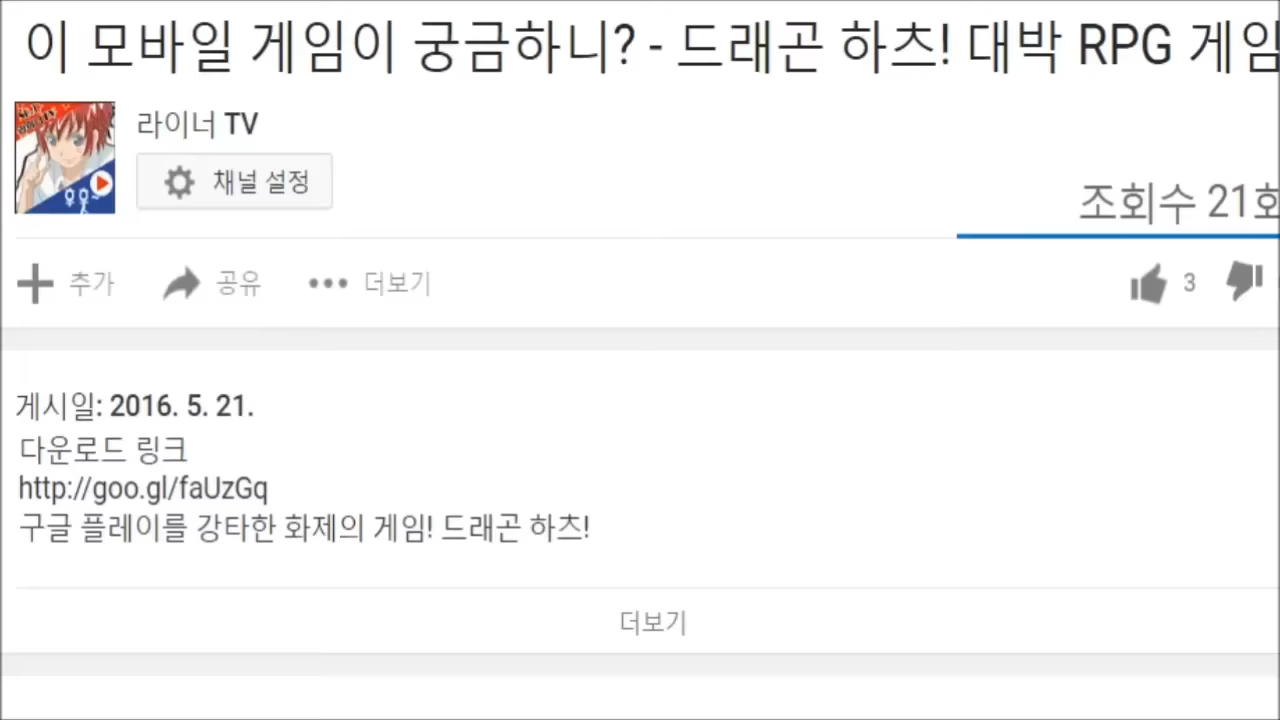 이 모바일 게임이 궁금하니? - 드래곤 하츠! 대박 RPG 게임
라이너 TV
채널 설정
조회수 21회
추가
공유
더보기
3
게시일: 2016. 5. 21.
다운로드 링크
http://goo.gl/faUzGq
구글 플레이를 강타한 화제의 게임! 드래곤 하츠!
더보기